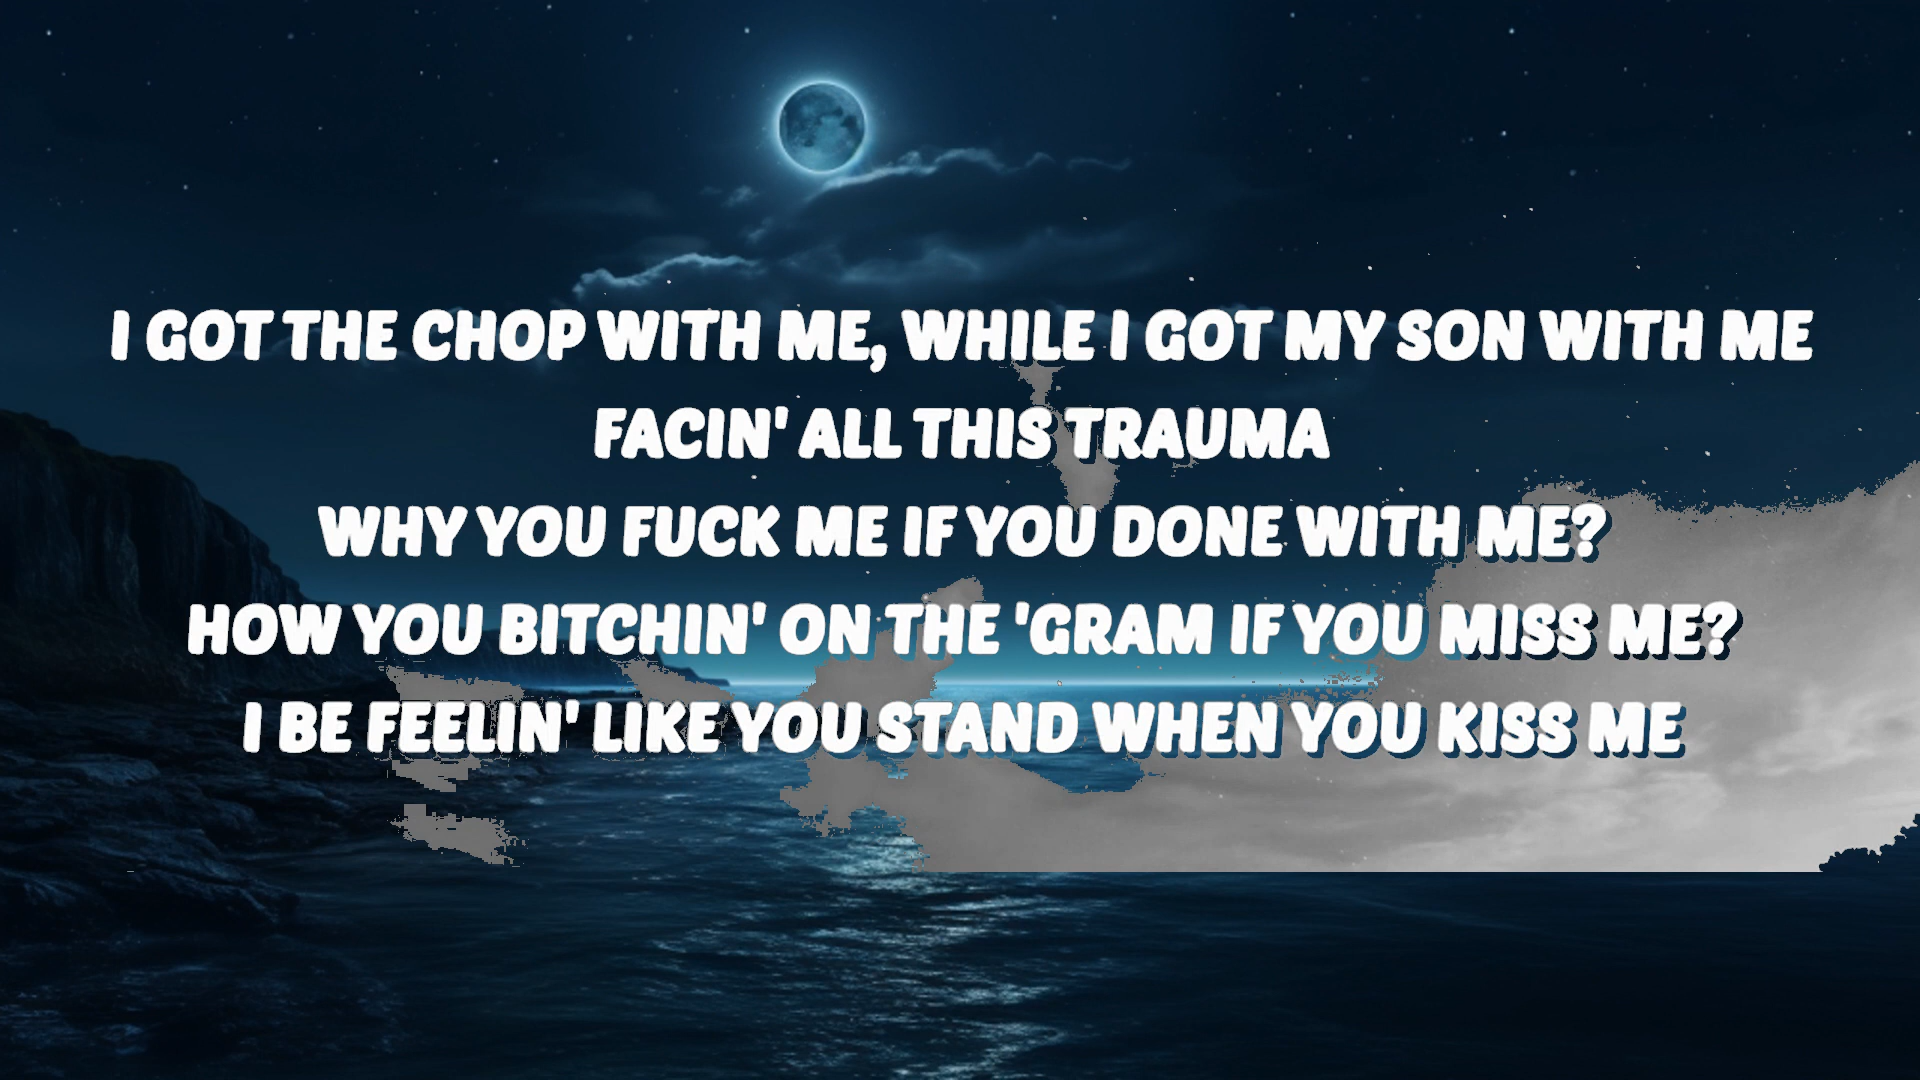 I GOT THE CHOP WITH ME, WHILE I GOT MY SON WITH ME
FACIN' ALL THIS TRAUMA
WHY YOU FUCK ME IF YOU DONE WITH ME?
HOW YOU BITCHIN' ON THE 'GRAM IF YOU MISS ME?
I BE FEELIN' LIKE YOU STAND WHEN YOU KISS ME